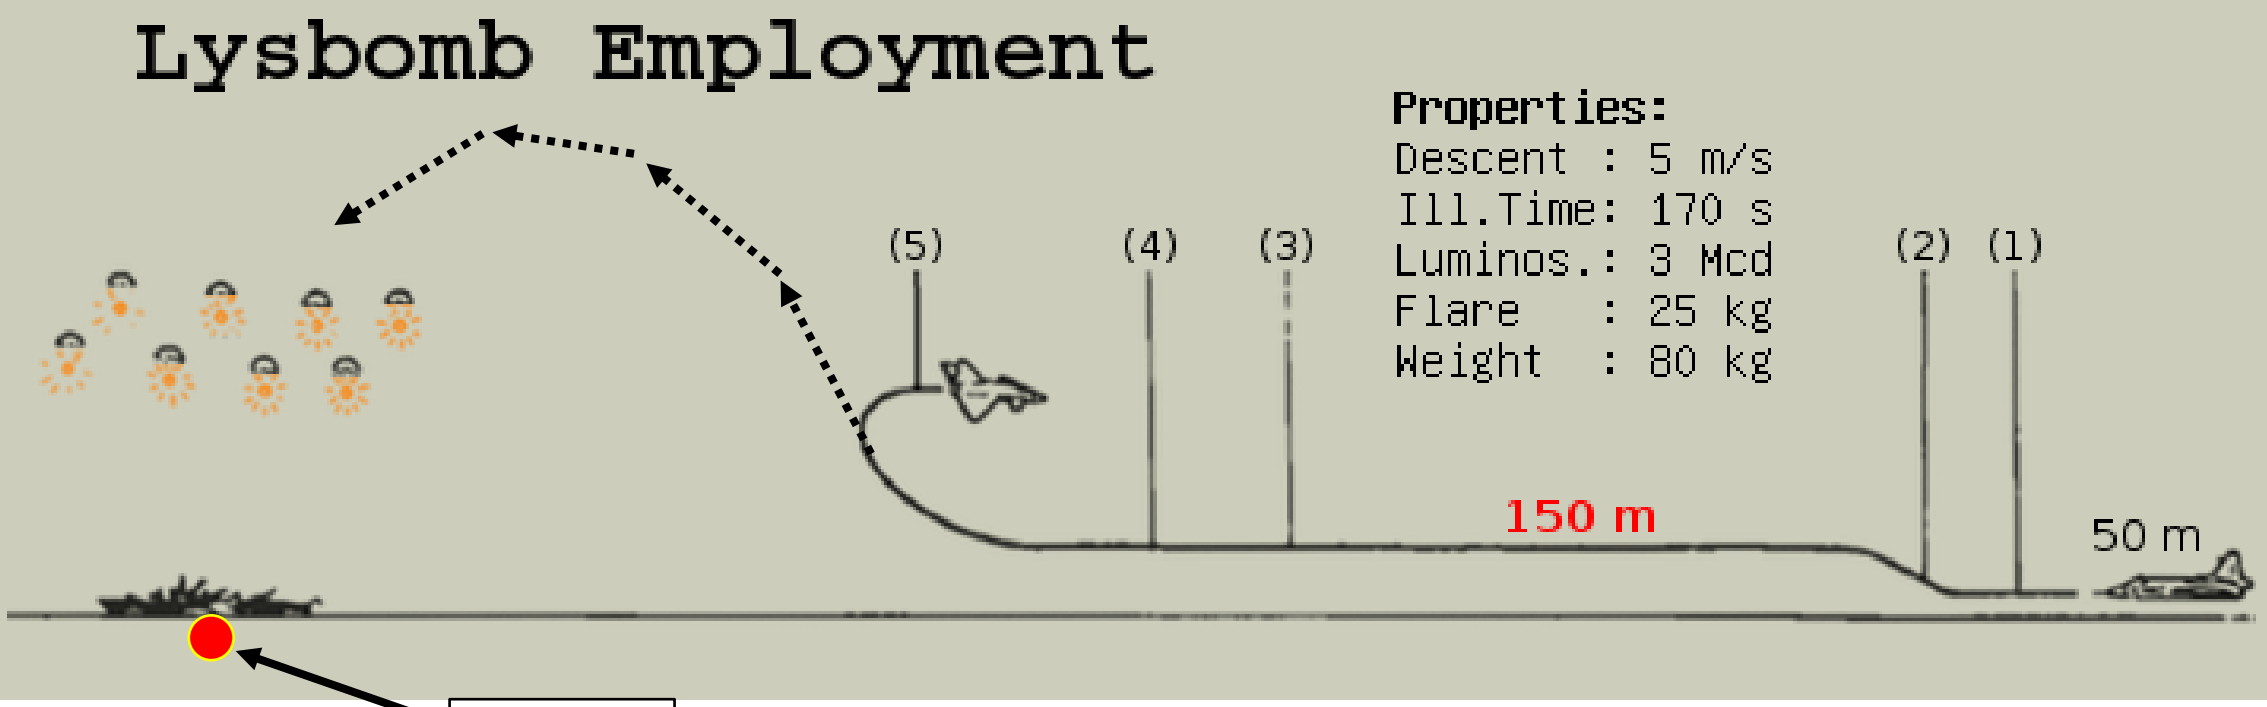 Lysbomb Employment
Properties:
Descent : 5 m/s
Ill.Time: 170 s
Luminos.: 3 Mcd
Flare : 25 kg
Weight : 80 kg
(5)
(4)
(3)
(2)
(1)
150 m
50 m